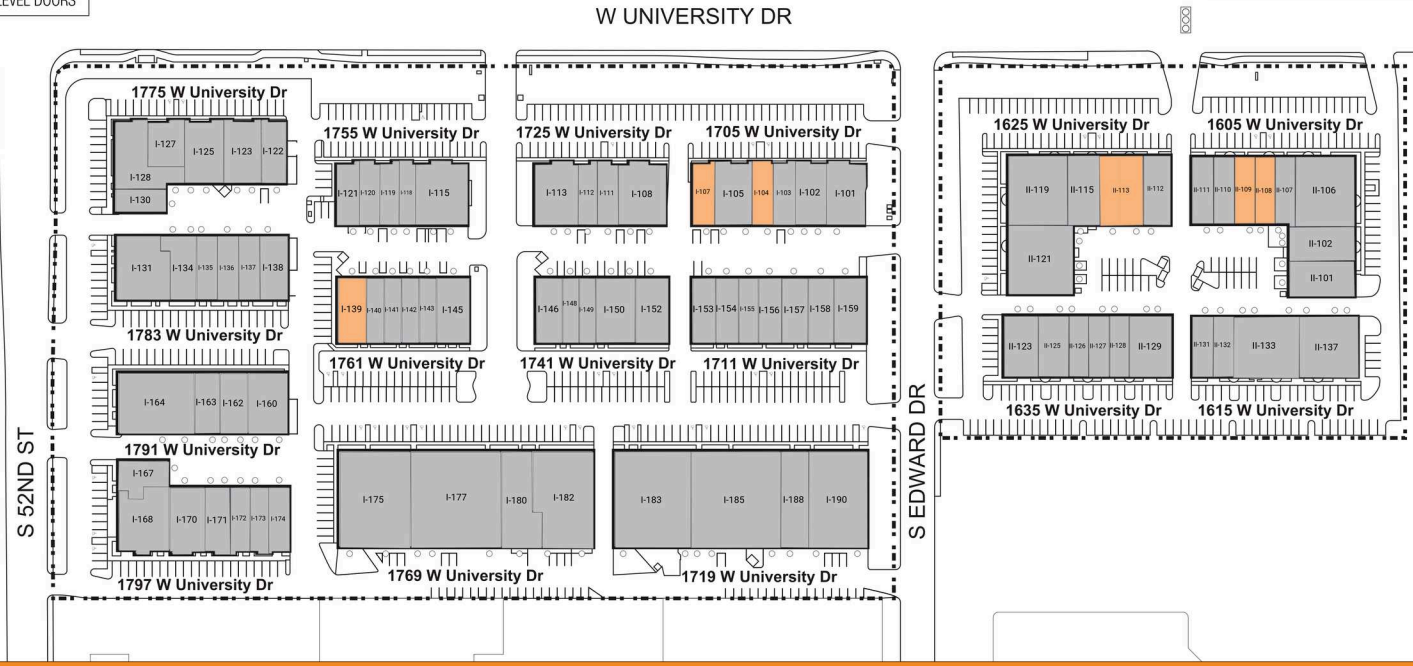 LEVEL DOORS
W UNIVERSITY DR
1775 W University Dr
I-127
I-125
I-123
I-122
I-128
I-130
1755 W University Dr
I-121
I-120
I-119
I-118
I-115
1725 W University Dr
I-113
I-112
I-111
I-108
1705 W University Dr
I-107
I-105
I-104
I-103
I-102
I-101
1625 W University Dr
II-119
II-115
II-113
II-112
II-121
1605 W University Dr
II-111
II-110
II-109
II-108
II-107
II-106
II-102
II-101
I-131
I-134
I-135
I-136
I-137
I-138
1783 W University Dr
I-139
I-140
I-141
I-142
I-143
I-145
1761 W University Dr
I-146
I-148
I-149
I-150
I-152
1741 W University Dr
I-153
I-154
I-155
I-156
I-157
I-158
I-159
1711 W University Dr
II-123
II-125
II-126
II-127
II-128
II-129
1635 W University Dr
II-131
II-132
II-133
II-137
1615 W University Dr
I-164
I-163
I-162
I-160
1791 W University Dr
I-167
I-168
I-170
I-171
I-172
I-173
I-174
1797 W University Dr
I-175
I-177
I-180
I-182
1769 W University Dr
I-183
I-185
I-188
I-190
1719 W University Dr
S 52ND ST
S EDWARD DR